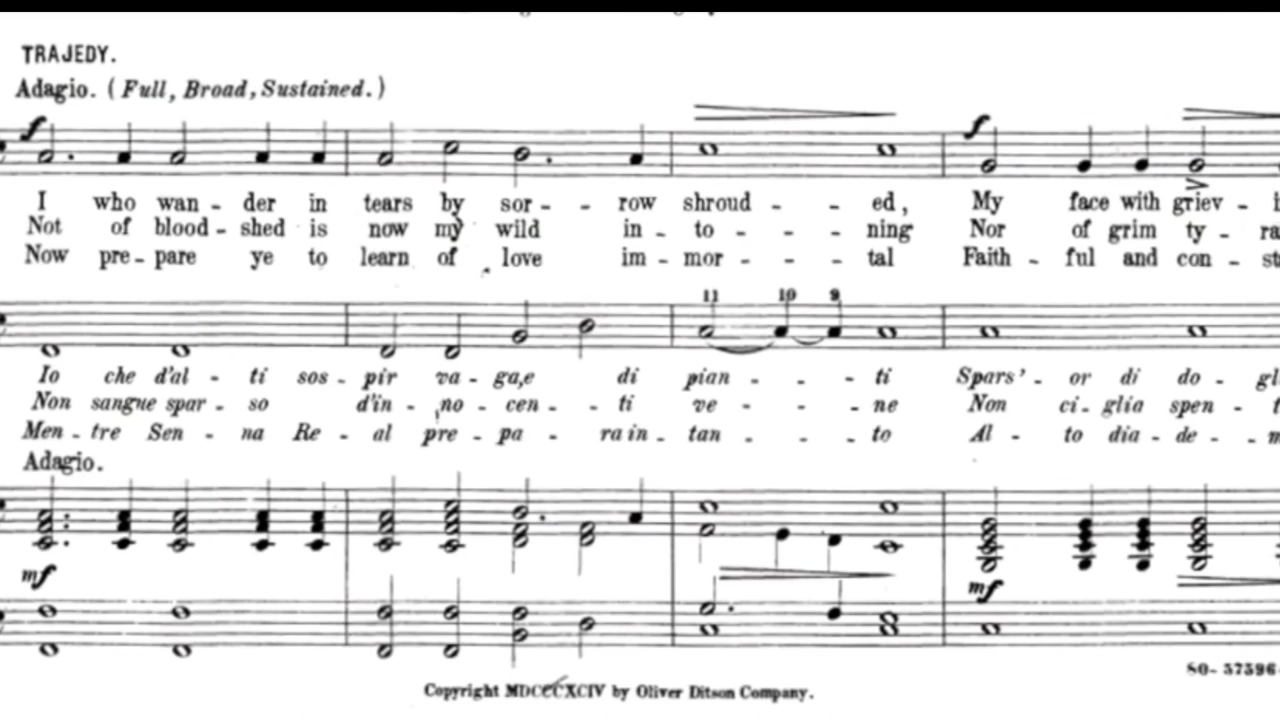 TRAJEDY.
Adagio. (Full, Broad, Sustained.)
f f
I who wan - der in tears by sor - - row shroud - - ed, My face with griev -
Not of blood - shed is now my wild in - to - - - ning Nor of grim ty - ra
Now pre - pare ye to learn of love im - mor - - - tal Faith - ful and con - st
11 10 9
Io che d'al - ti sos - pir va - ga,e di pian - - - ti Spars' - or di do - gl
Non sangue spar - so d'in - no - cen - - ti ve - - - ne Non ci - glia spen - t
Men - tre Sen - na Re - al pre - pa - ra in - tan - - - to Al - to dia - de - - m
Adagio.
mf mf
80- 57596-
Copyright MDCCCXCIV by Oliver Ditson Company.